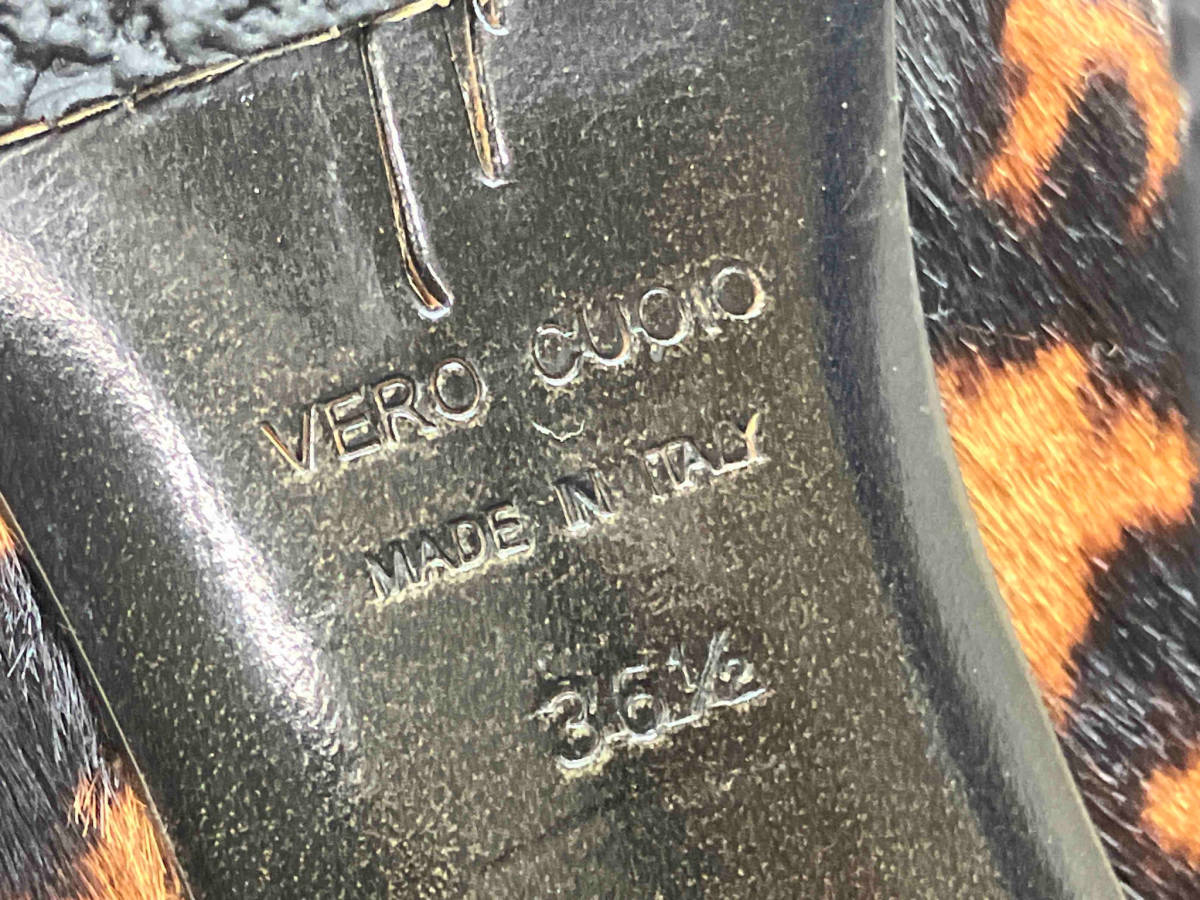 VERO CUOIO
MADE IN ITALY
36½